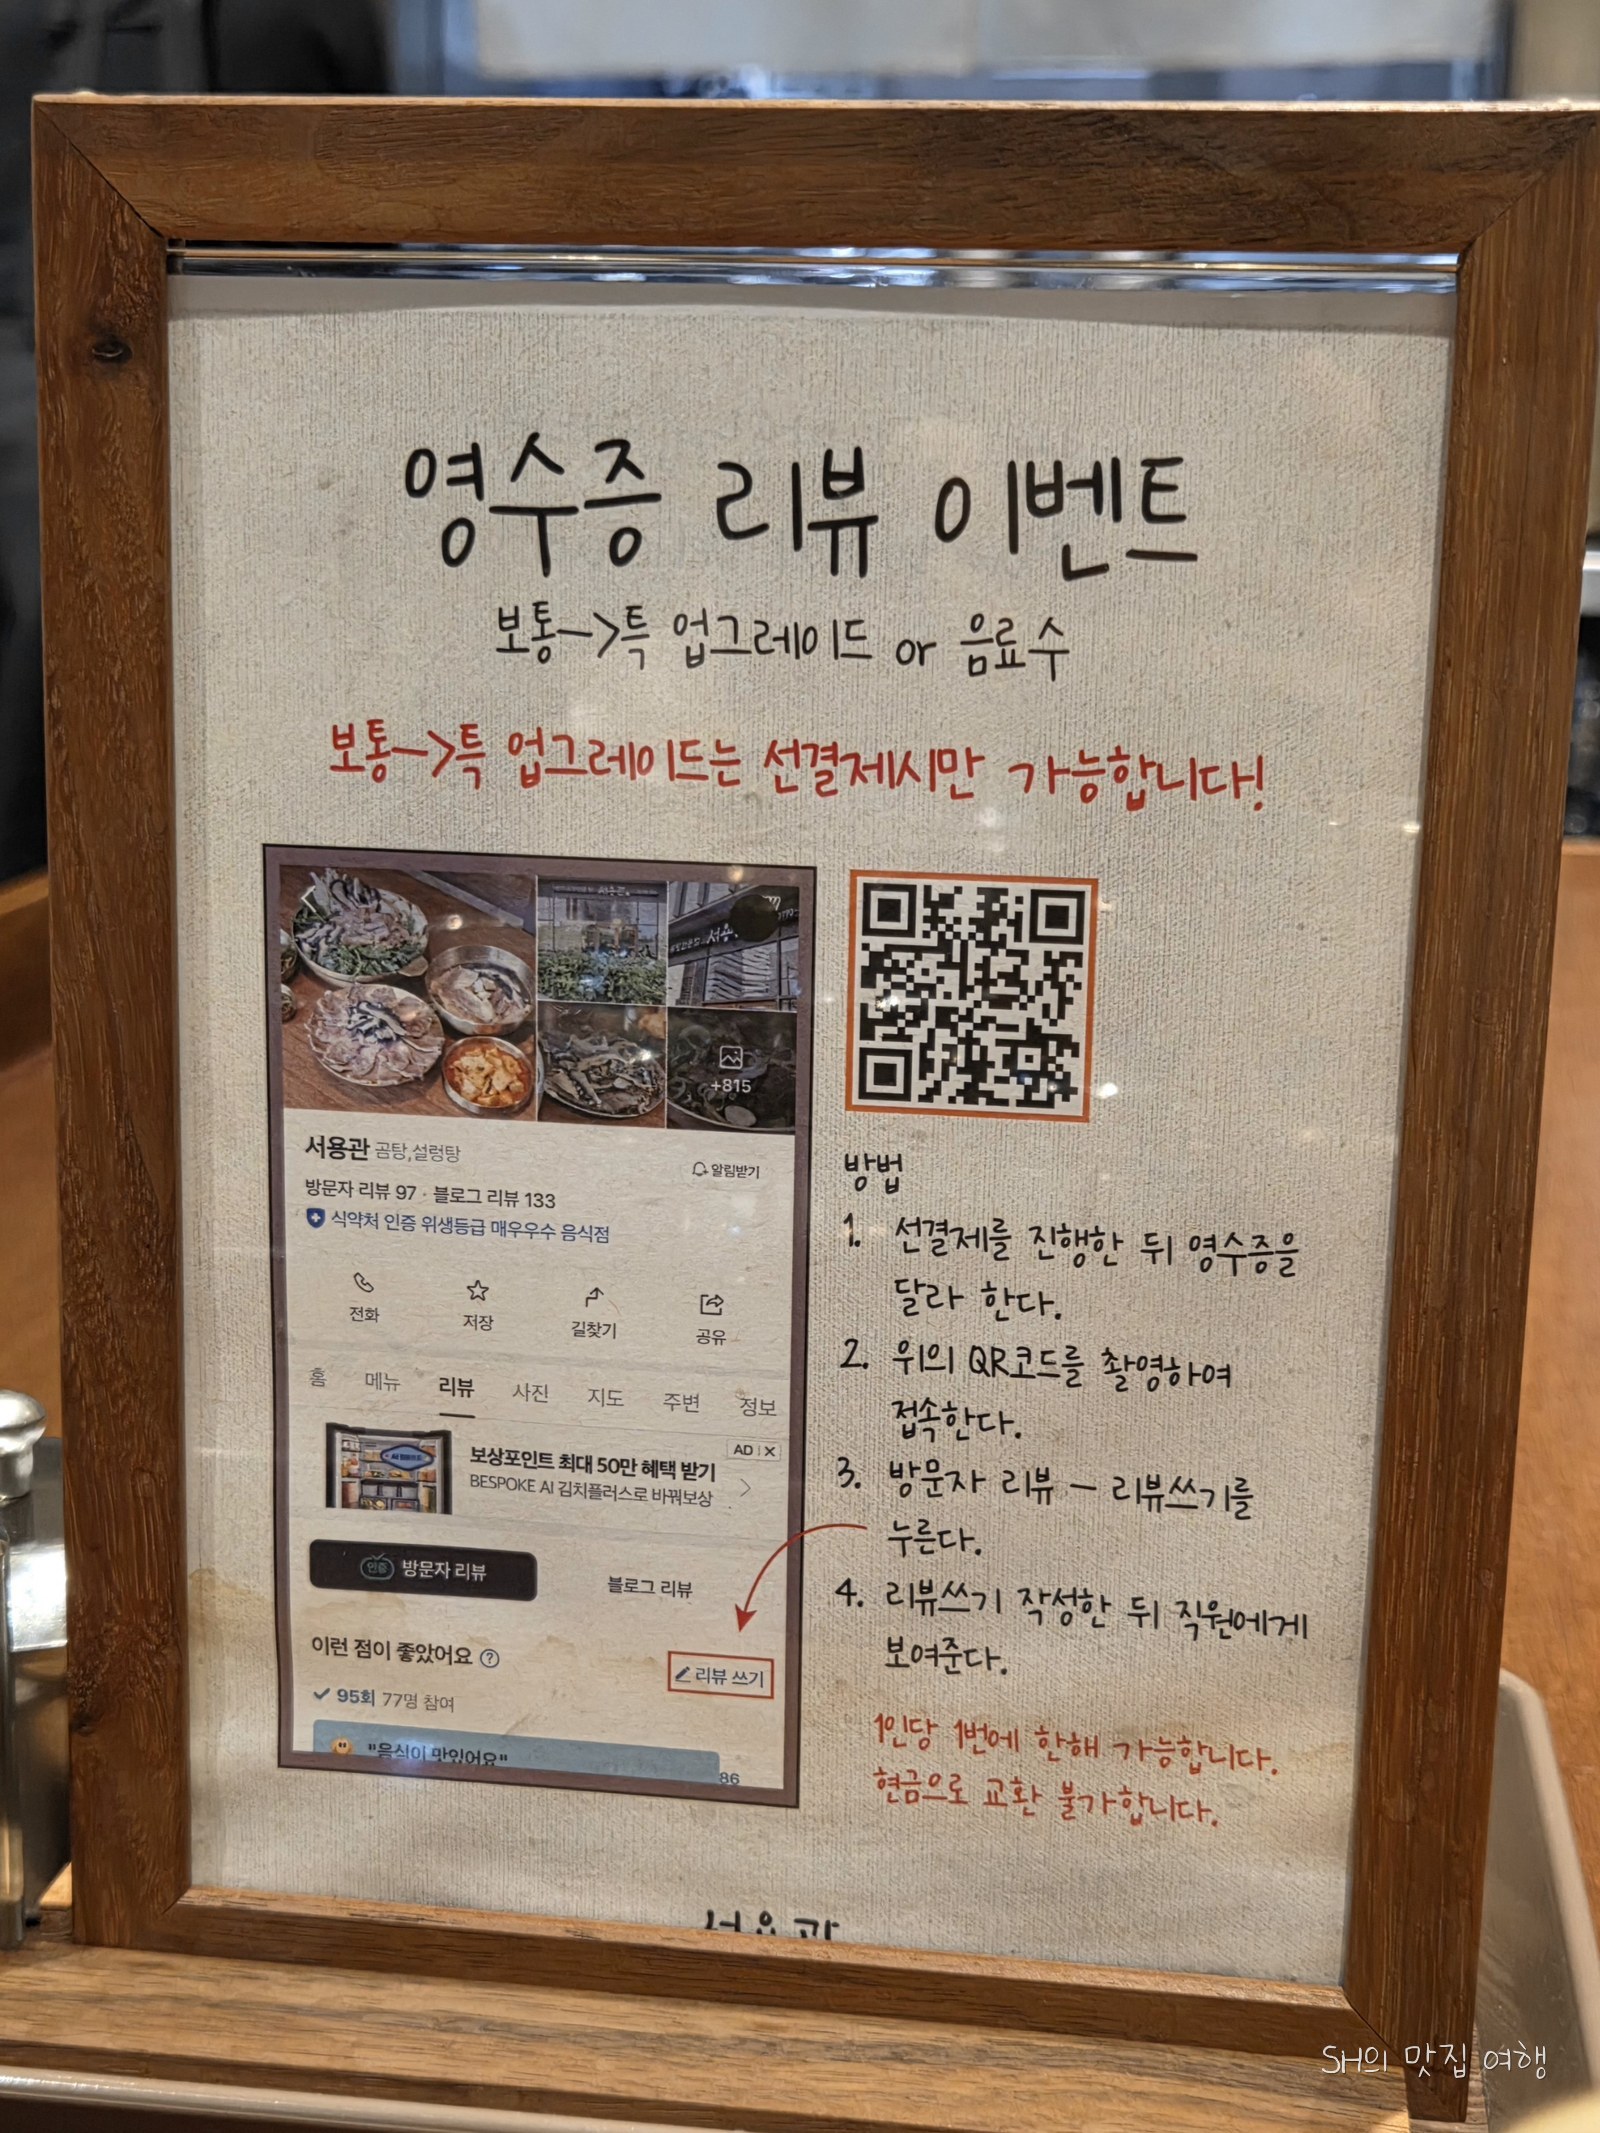 영수증 리뷰 이벤트
보통->특 업그레이드 or 음료수
보통->특 업그레이드는 선결제시만 가능합니다!
+815
서용관 곰탕,설렁탕
알림받기
방문자 리뷰 97 · 블로그 리뷰 133
식약처 인증 위생등급 매우우수 음식점
전화 저장 길찾기 공유
홈 메뉴 리뷰 사진 지도 주변 정보
보상포인트 최대 50만 혜택 받기
AD X
BESPOKE AI 김치플러스로 바꿔보상
인증 방문자 리뷰
블로그 리뷰
이런 점이 좋았어요 ?
리뷰 쓰기
95회 77명 참여
"음식이 맛있어요"
86
방법
1. 선결제를 진행한 뒤 영수증을
달라 한다.
2. 위의 QR코드를 촬영하여
접속한다.
3. 방문자 리뷰 - 리뷰쓰기를
누른다.
4. 리뷰쓰기 작성한 뒤 직원에게
보여준다.
1인당 1번에 한해 가능합니다.
현금으로 교환 불가합니다.
서용관
SH의 맛집 여행